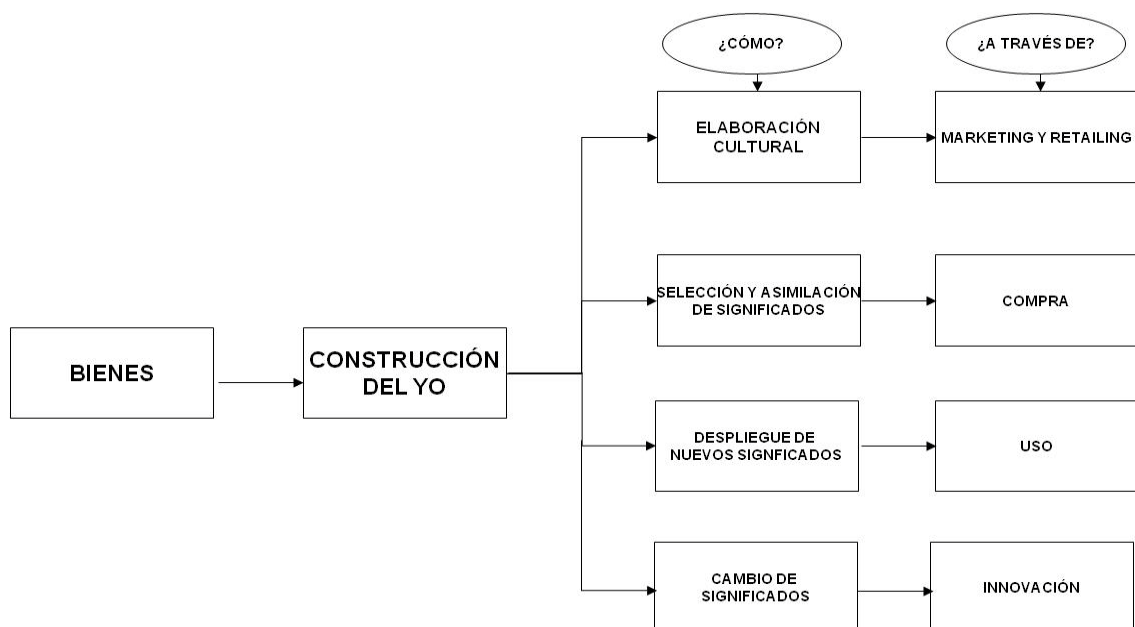 ¿CÓMO?
¿A TRAVÉS DE?
ELABORACIÓN
CULTURAL
MARKETING Y RETAILING
SELECCIÓN Y ASIMILACIÓN
DE SIGNIFICADOS
COMPRA
BIENES
CONSTRUCCIÓN
DEL YO
DESPLIEGUE DE
NUEVOS SIGNFICADOS
USO
CAMBIO DE
SIGNIFICADOS
INNOVACIÓN